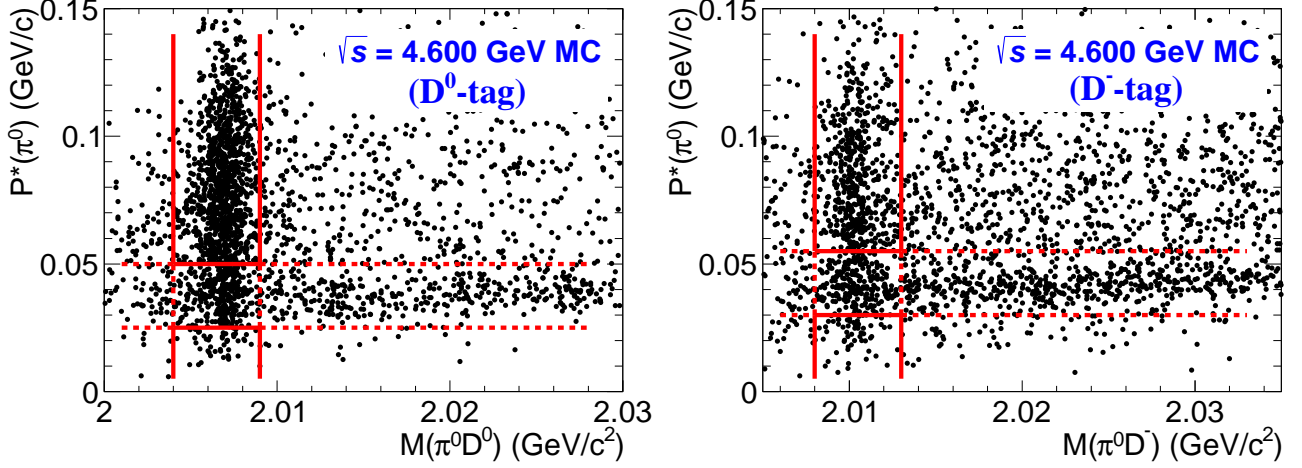 P*(π⁰) (GeV/c)
0.15
0.1
0.05
0
√s = 4.600 GeV MC
(D⁰-tag)
2 2.01 2.02 2.03
M(π⁰D⁰) (GeV/c²)
P*(π⁰) (GeV/c)
0.15
0.1
0.05
0
√s = 4.600 GeV MC
(D⁻-tag)
2.01 2.02 2.03
M(π⁰D⁻) (GeV/c²)